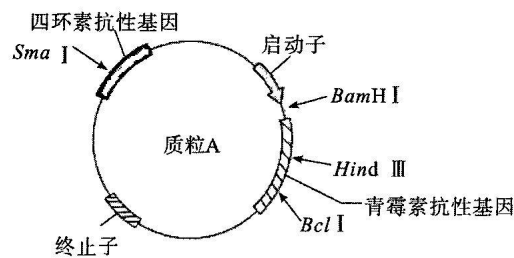 四环素抗性基因
Sma Ⅰ
启动子
BamH Ⅰ
质粒A
Hind Ⅲ
青霉素抗性基因
Bcl Ⅰ
终止子